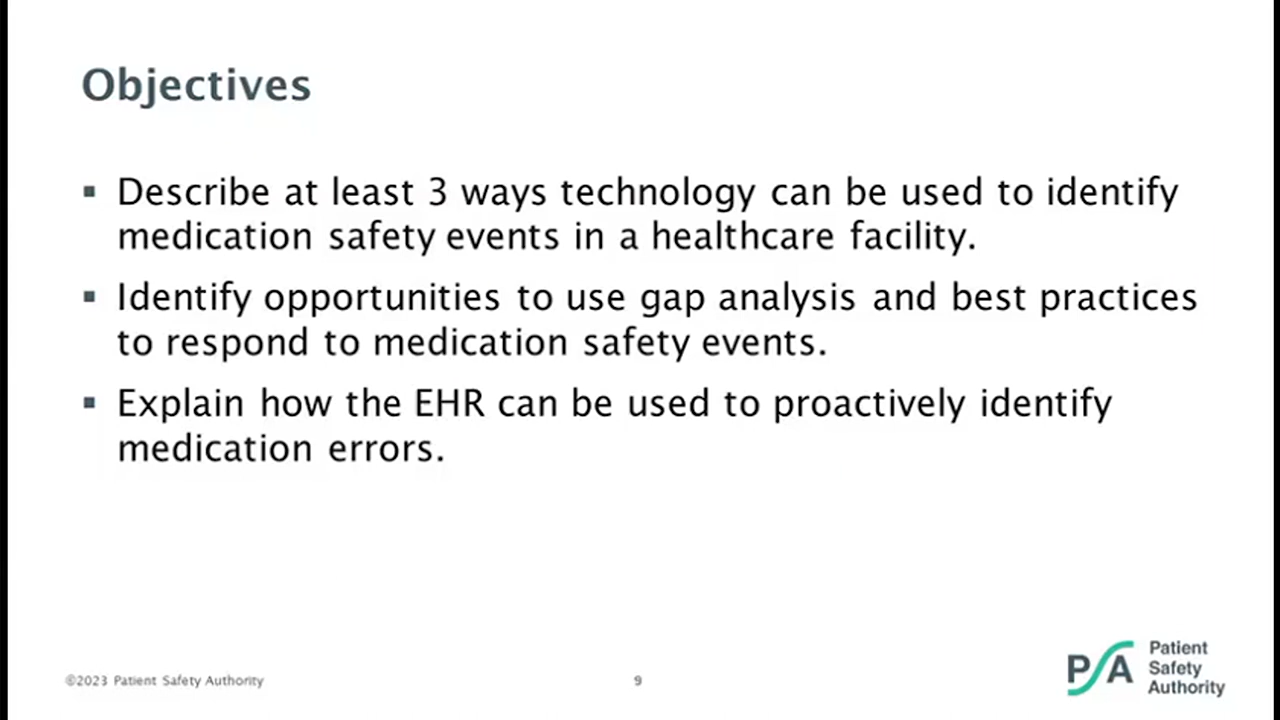 Objectives
▪ Describe at least 3 ways technology can be used to identify
medication safety events in a healthcare facility.
▪ Identify opportunities to use gap analysis and best practices
to respond to medication safety events.
▪ Explain how the EHR can be used to proactively identify
medication errors.
©2023 Patient Safety Authority
9
PSA
Patient
Safety
Authority